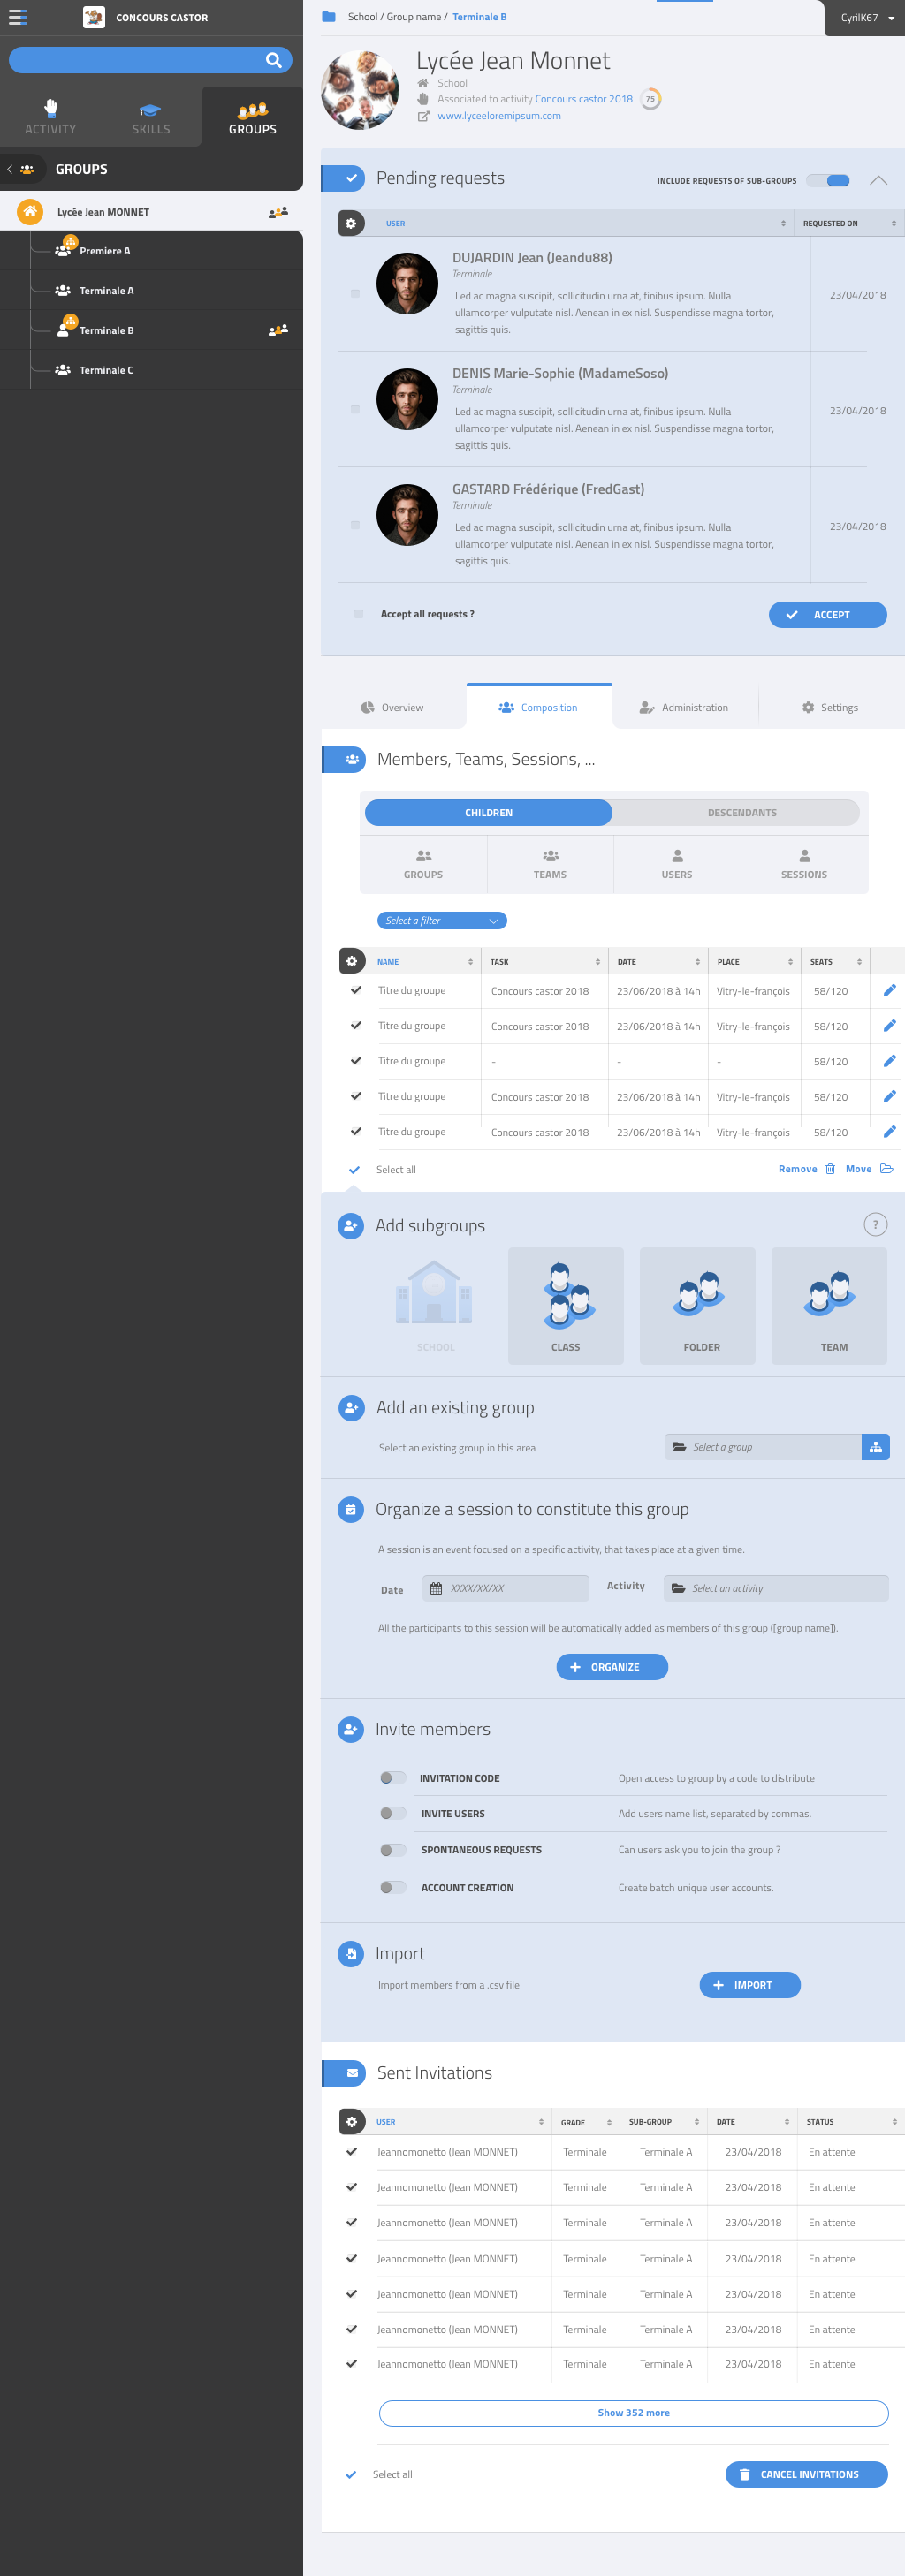 CONCOURS CASTOR
School / Group name / Terminale B
CyrilK67
ACTIVITY
SKILLS
GROUPS
GROUPS
Lycée Jean MONNET
Premiere A
Terminale A
Terminale B
Terminale C
Lycée Jean Monnet
School
Associated to activity Concours castor 2018 75
www.lyceeloremipsum.com
Pending requests
INCLUDE REQUESTS OF SUB-GROUPS
USER REQUESTED ON
DUJARDIN Jean (Jeandu88)
Terminale
Led ac magna suscipit, sollicitudin urna at, finibus ipsum. Nulla
ullamcorper vulputate nisl. Aenean in ex nisl. Suspendisse magna tortor,
sagittis quis.
23/04/2018
DENIS Marie-Sophie (MadameSoso)
Terminale
Led ac magna suscipit, sollicitudin urna at, finibus ipsum. Nulla
ullamcorper vulputate nisl. Aenean in ex nisl. Suspendisse magna tortor,
sagittis quis.
23/04/2018
GASTARD Frédérique (FredGast)
Terminale
Led ac magna suscipit, sollicitudin urna at, finibus ipsum. Nulla
ullamcorper vulputate nisl. Aenean in ex nisl. Suspendisse magna tortor,
sagittis quis.
23/04/2018
Accept all requests ?
ACCEPT
Overview
Composition
Administration
Settings
Members, Teams, Sessions, ...
CHILDREN
DESCENDANTS
GROUPS
TEAMS
USERS
SESSIONS
Select a filter
NAME TASK DATE PLACE SEATS
Titre du groupe Concours castor 2018 23/06/2018 à 14h Vitry-le-françois 58/120
Titre du groupe Concours castor 2018 23/06/2018 à 14h Vitry-le-françois 58/120
Titre du groupe - - - 58/120
Titre du groupe Concours castor 2018 23/06/2018 à 14h Vitry-le-françois 58/120
Titre du groupe Concours castor 2018 23/06/2018 à 14h Vitry-le-françois 58/120
Select all
Remove
Move
Add subgroups
?
SCHOOL
CLASS
FOLDER
TEAM
Add an existing group
Select an existing group in this area
Select a group
Organize a session to constitute this group
A session is an event focused on a specific activity, that takes place at a given time.
Date
XXXX/XX/XX
Activity
Select an activity
All the participants to this session will be automatically added as members of this group ([group name]).
ORGANIZE
Invite members
INVITATION CODE Open access to group by a code to distribute
INVITE USERS Add users name list, separated by commas.
SPONTANEOUS REQUESTS Can users ask you to join the group ?
ACCOUNT CREATION Create batch unique user accounts.
Import
Import members from a .csv file
IMPORT
Sent Invitations
USER GRADE SUB-GROUP DATE STATUS
Jeannomonetto (Jean MONNET) Terminale Terminale A 23/04/2018 En attente
Jeannomonetto (Jean MONNET) Terminale Terminale A 23/04/2018 En attente
Jeannomonetto (Jean MONNET) Terminale Terminale A 23/04/2018 En attente
Jeannomonetto (Jean MONNET) Terminale Terminale A 23/04/2018 En attente
Jeannomonetto (Jean MONNET) Terminale Terminale A 23/04/2018 En attente
Jeannomonetto (Jean MONNET) Terminale Terminale A 23/04/2018 En attente
Jeannomonetto (Jean MONNET) Terminale Terminale A 23/04/2018 En attente
Show 352 more
Select all
CANCEL INVITATIONS